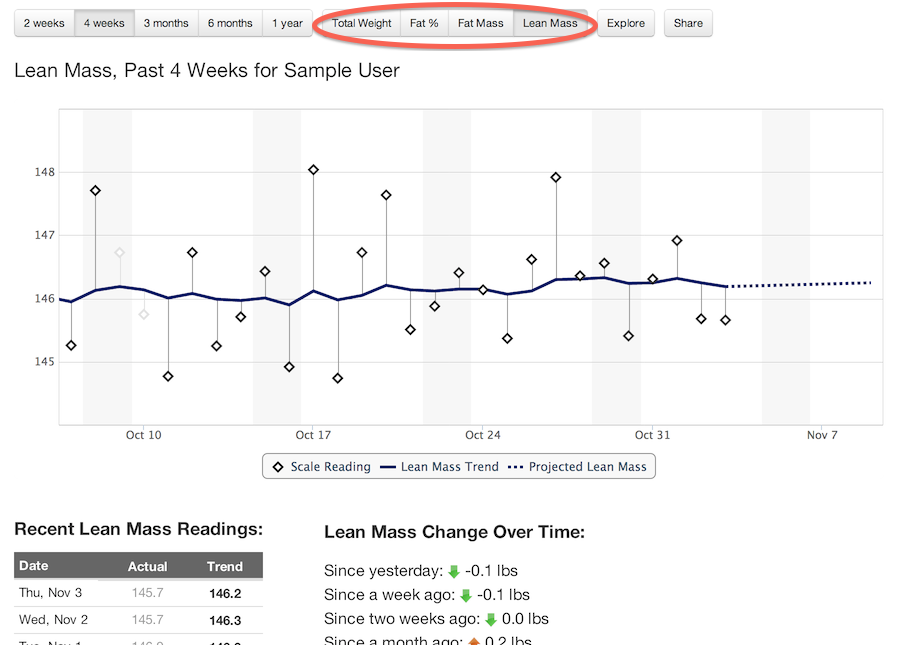 2 weeks 4 weeks 3 months 6 months 1 year Total Weight Fat % Fat Mass Lean Mass Explore Share
Lean Mass, Past 4 Weeks for Sample User
148
147
146
145
Oct 10 Oct 17 Oct 24 Oct 31 Nov 7
Scale Reading Lean Mass Trend Projected Lean Mass
Recent Lean Mass Readings:
Date Actual Trend
Thu, Nov 3 145.7 146.2
Wed, Nov 2 145.7 146.3
Tue, Nov 1
Lean Mass Change Over Time:
Since yesterday: -0.1 lbs
Since a week ago: -0.1 lbs
Since two weeks ago: 0.0 lbs
Since a month ago: 0.2 lbs